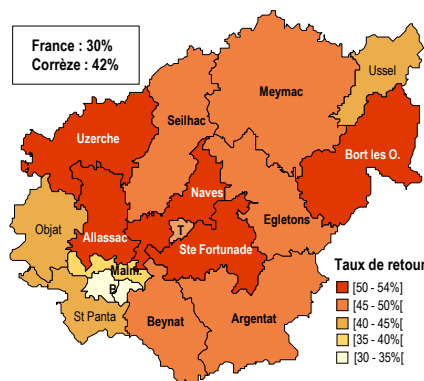 France : 30%
Corrèze : 42%
Ussel
Meymac
Seilhac
Uzerche
Bort les O.
Naves
Egletons
Objat
Allassac
T
Ste Fortunade
Malm.
B
St Panta
Beynat
Argentat
Taux de retour
[50 - 54%]
[45 - 50%[
[40 - 45%[
[35 - 40%[
[30 - 35%[